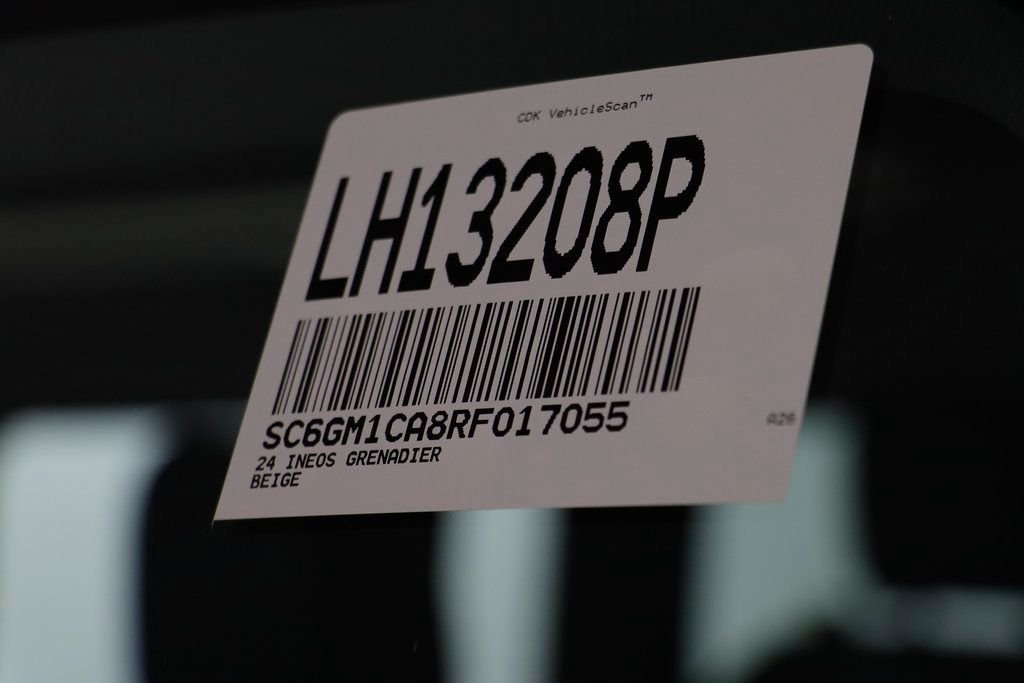 CDK VehicleScan™
LH13208P
SC6GM1CA8RF017055
A26
24 INEOS GRENADIER
BEIGE